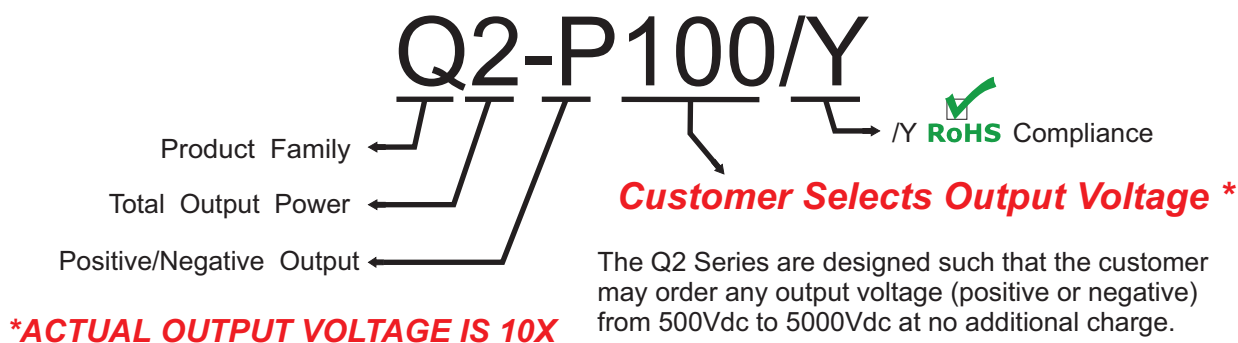 Q2-P100/Y
Product Family
Total Output Power
Positive/Negative Output
/Y RoHS Compliance
Customer Selects Output Voltage *
The Q2 Series are designed such that the customer
may order any output voltage (positive or negative)
from 500Vdc to 5000Vdc at no additional charge.
*ACTUAL OUTPUT VOLTAGE IS 10X